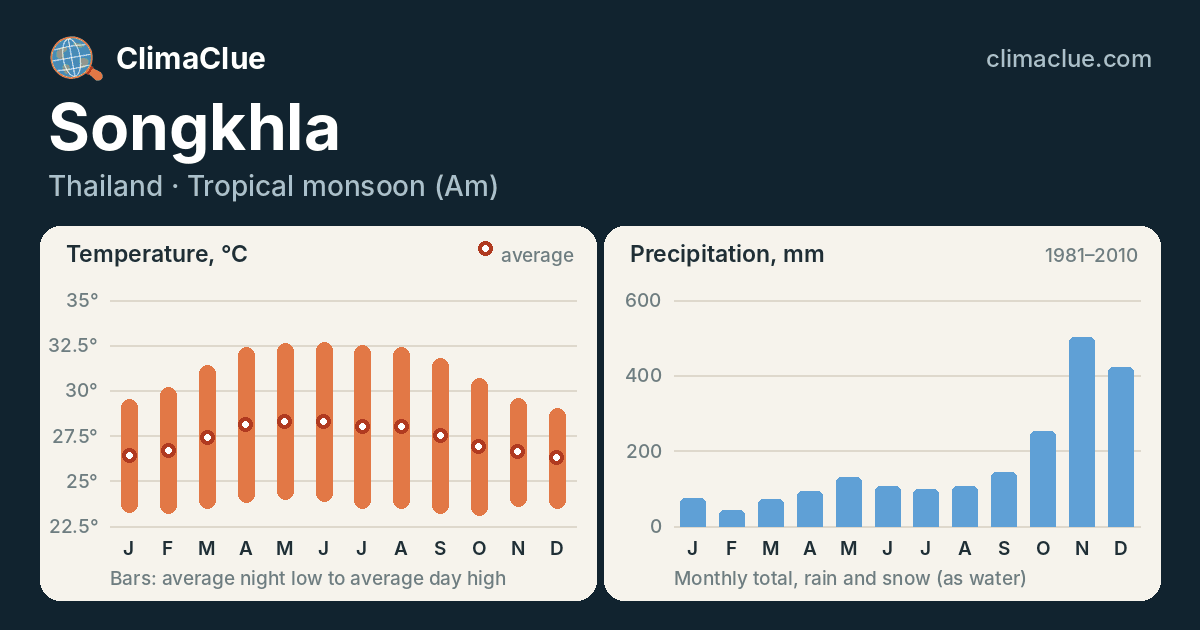 ClimaClue
climaclue.com
Songkhla
Thailand · Tropical monsoon (Am)
Temperature, °C
average
35°
32.5°
30°
27.5°
25°
22.5°
J F M A M J J A S O N D
Bars: average night low to average day high
Precipitation, mm
1981–2010
600
400
200
0
J F M A M J J A S O N D
Monthly total, rain and snow (as water)